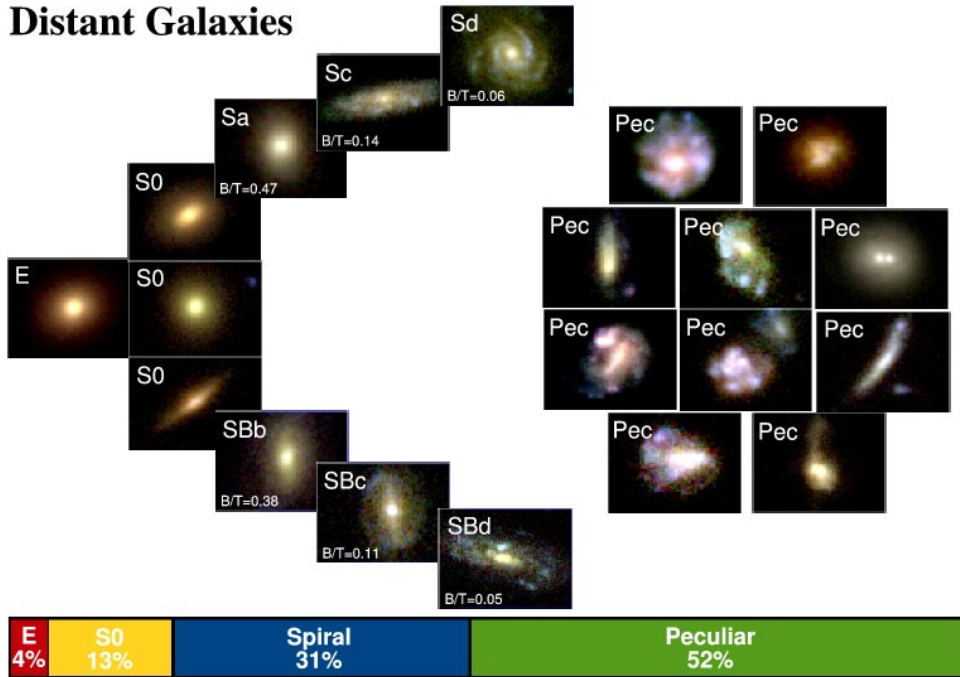 Distant Galaxies
Sd
B/T=0.06
Sc
B/T=0.14
Sa
B/T=0.47
S0
E
S0
S0
SBb
B/T=0.38
SBc
B/T=0.11
SBd
B/T=0.05
Pec
Pec
Pec
Pec
Pec
Pec
Pec
Pec
Pec
Pec
E
4%
S0
13%
Spiral
31%
Peculiar
52%